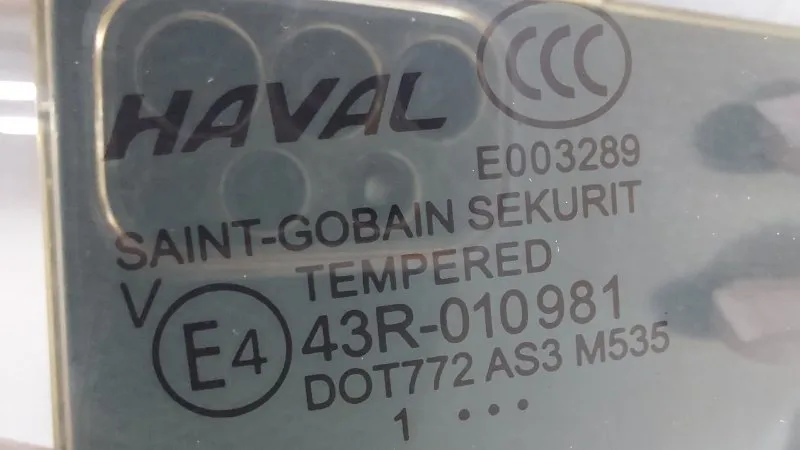 HAVAL
CCC
E003289
SAINT-GOBAIN SEKURIT
TEMPERED
V
E4
43R-010981
DOT772 AS3 M535
1 •••